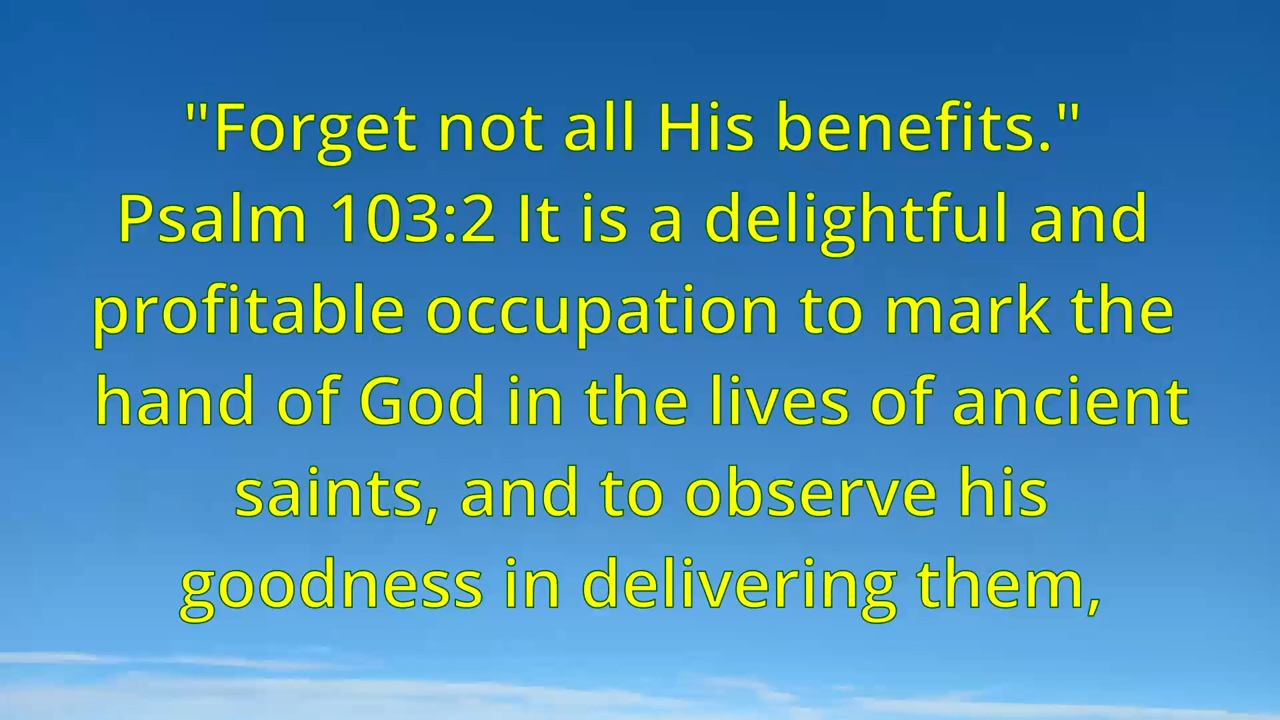 "Forget not all His benefits."
Psalm 103:2 It is a delightful and
profitable occupation to mark the
hand of God in the lives of ancient
saints, and to observe his
goodness in delivering them,